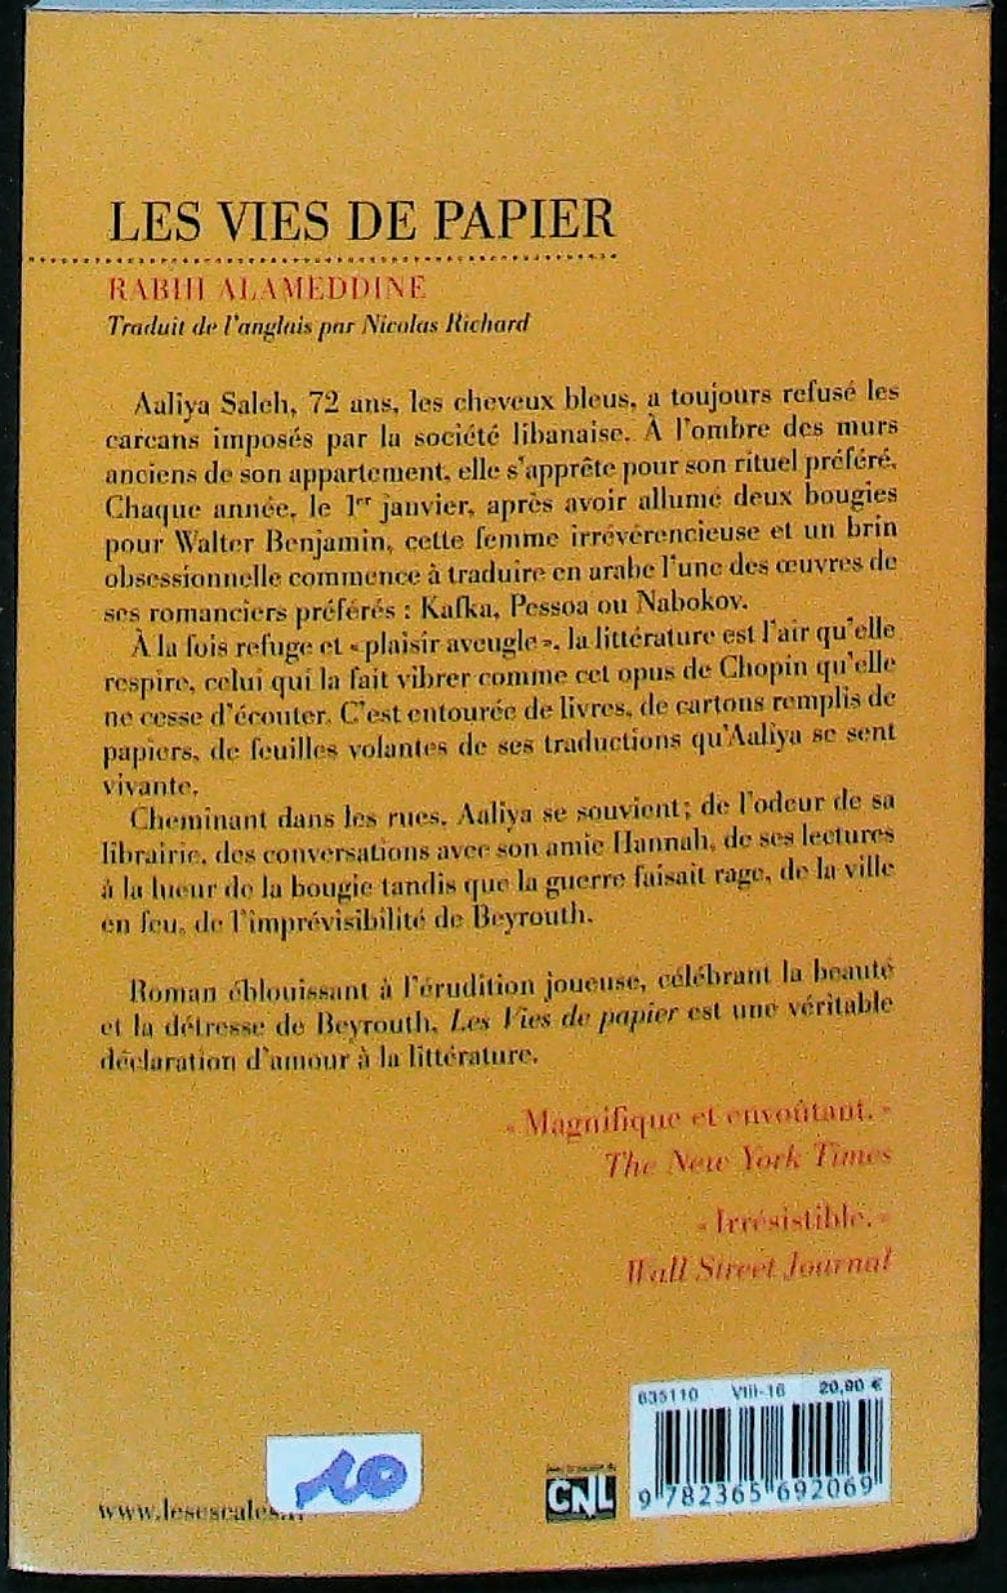 LES VIES DE PAPIER
RABIH ALAMEDDINE
Traduit de l'anglais par Nicolas Richard
Aaliya Saleh, 72 ans, les cheveux bleus, a toujours refusé les
carcans imposés par la société libanaise. À l'ombre des murs
anciens de son appartement, elle s'apprête pour son rituel préféré.
Chaque année, le 1er janvier, après avoir allumé deux bougies
pour Walter Benjamin, cette femme irrévérencieuse et un brin
obsessionnelle commence à traduire en arabe l'une des œuvres de
ses romanciers préférés : Kafka, Pessoa ou Nabokov.
À la fois refuge et «plaisir aveugle», la littérature est l'air qu'elle
respire, celui qui la fait vibrer comme cet opus de Chopin qu'elle
ne cesse d'écouter. C'est entourée de livres, de cartons remplis de
papiers, de feuilles volantes de ses traductions qu'Aaliya se sent
vivante.
Cheminant dans les rues, Aaliya se souvient; de l'odeur de sa
librairie, des conversations avec son amie Hannah, de ses lectures
à la lueur de la bougie tandis que la guerre faisait rage, de la ville
en feu, de l'imprévisibilité de Beyrouth.
Roman éblouissant à l'érudition joueuse, célébrant la beauté
et la détresse de Beyrouth, Les Vies de papier est une véritable
déclaration d'amour à la littérature.
« Magnifique et envoûtant. »
The New York Times
« Irrésistible. »
Wall Street Journal
635110 VIII-16 20,90 €
10
CNL
9 782365 692069
www.lesescales.fr